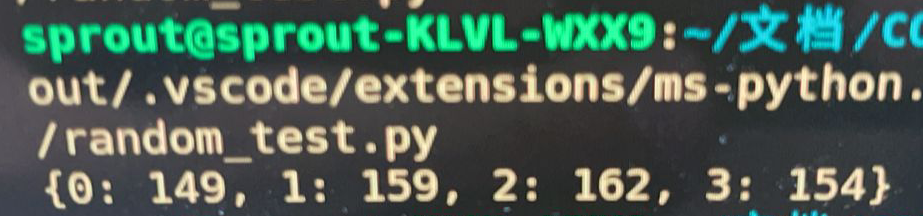 sprout@sprout-KLVL-WXX9:~/文档/C
out/.vscode/extensions/ms-python.
/random_test.py
{0: 149, 1: 159, 2: 162, 3: 154}